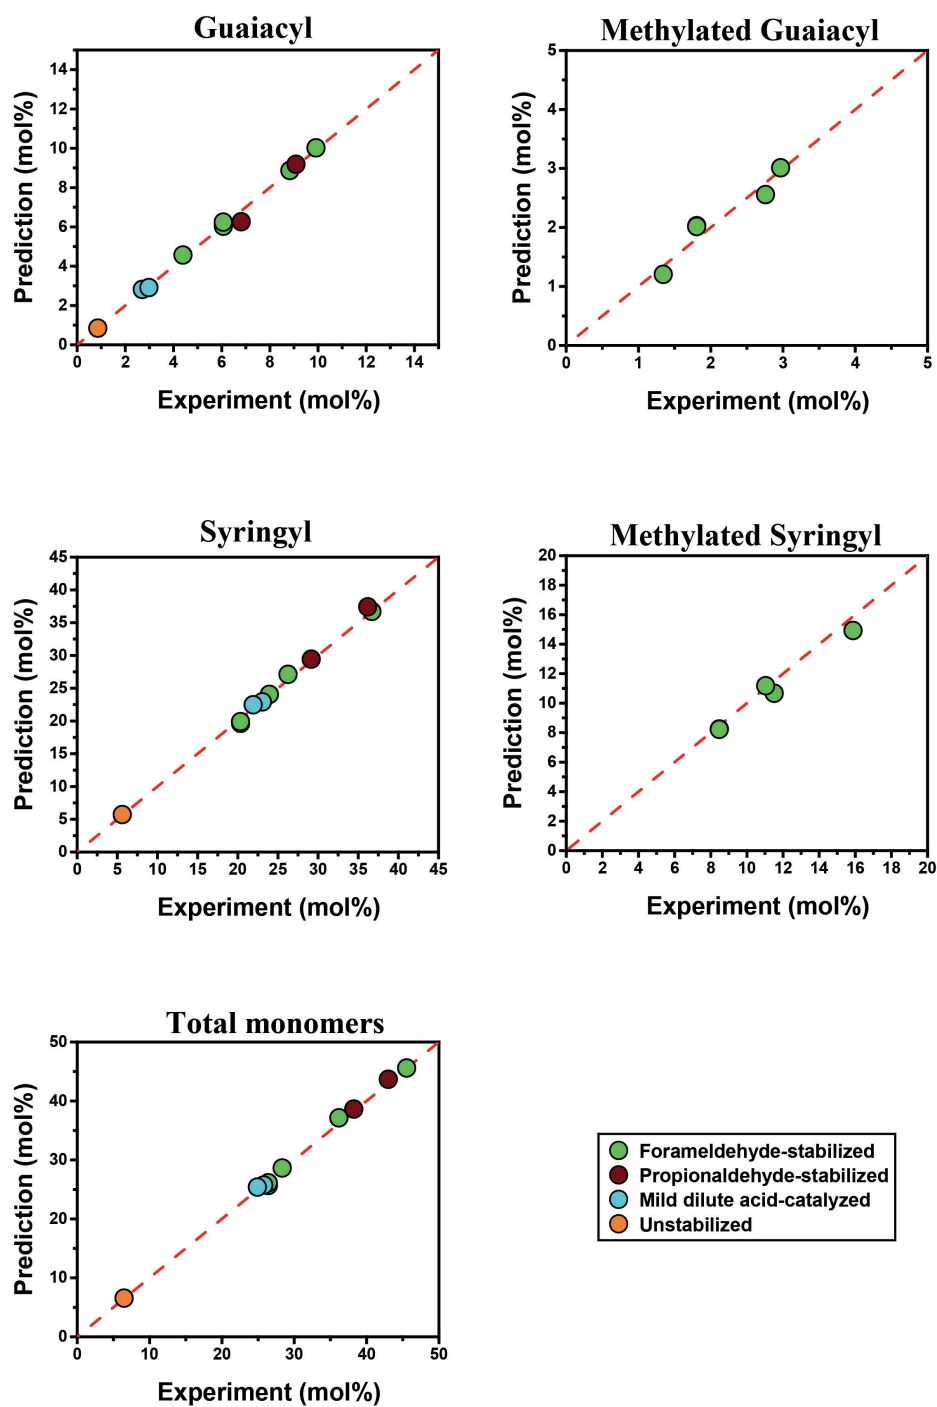 Guaiacyl
14
12
10
8
6
4
2
0
Prediction (mol%)
0 2 4 6 8 10 12 14
Experiment (mol%)
Methylated Guaiacyl
5
4
3
2
1
0
Prediction (mol%)
0 1 2 3 4 5
Experiment (mol%)
Syringyl
45
40
35
30
25
20
15
10
5
0
Prediction (mol%)
0 5 10 15 20 25 30 35 40 45
Experiment (mol%)
Methylated Syringyl
20
18
16
14
12
10
8
6
4
2
0
Prediction (mol%)
0 2 4 6 8 10 12 14 16 18 20
Experiment (mol%)
Total monomers
50
40
30
20
10
0
Prediction (mol%)
0 10 20 30 40 50
Experiment (mol%)
Forameldehyde-stabilized
Propionaldehyde-stabilized
Mild dilute acid-catalyzed
Unstabilized